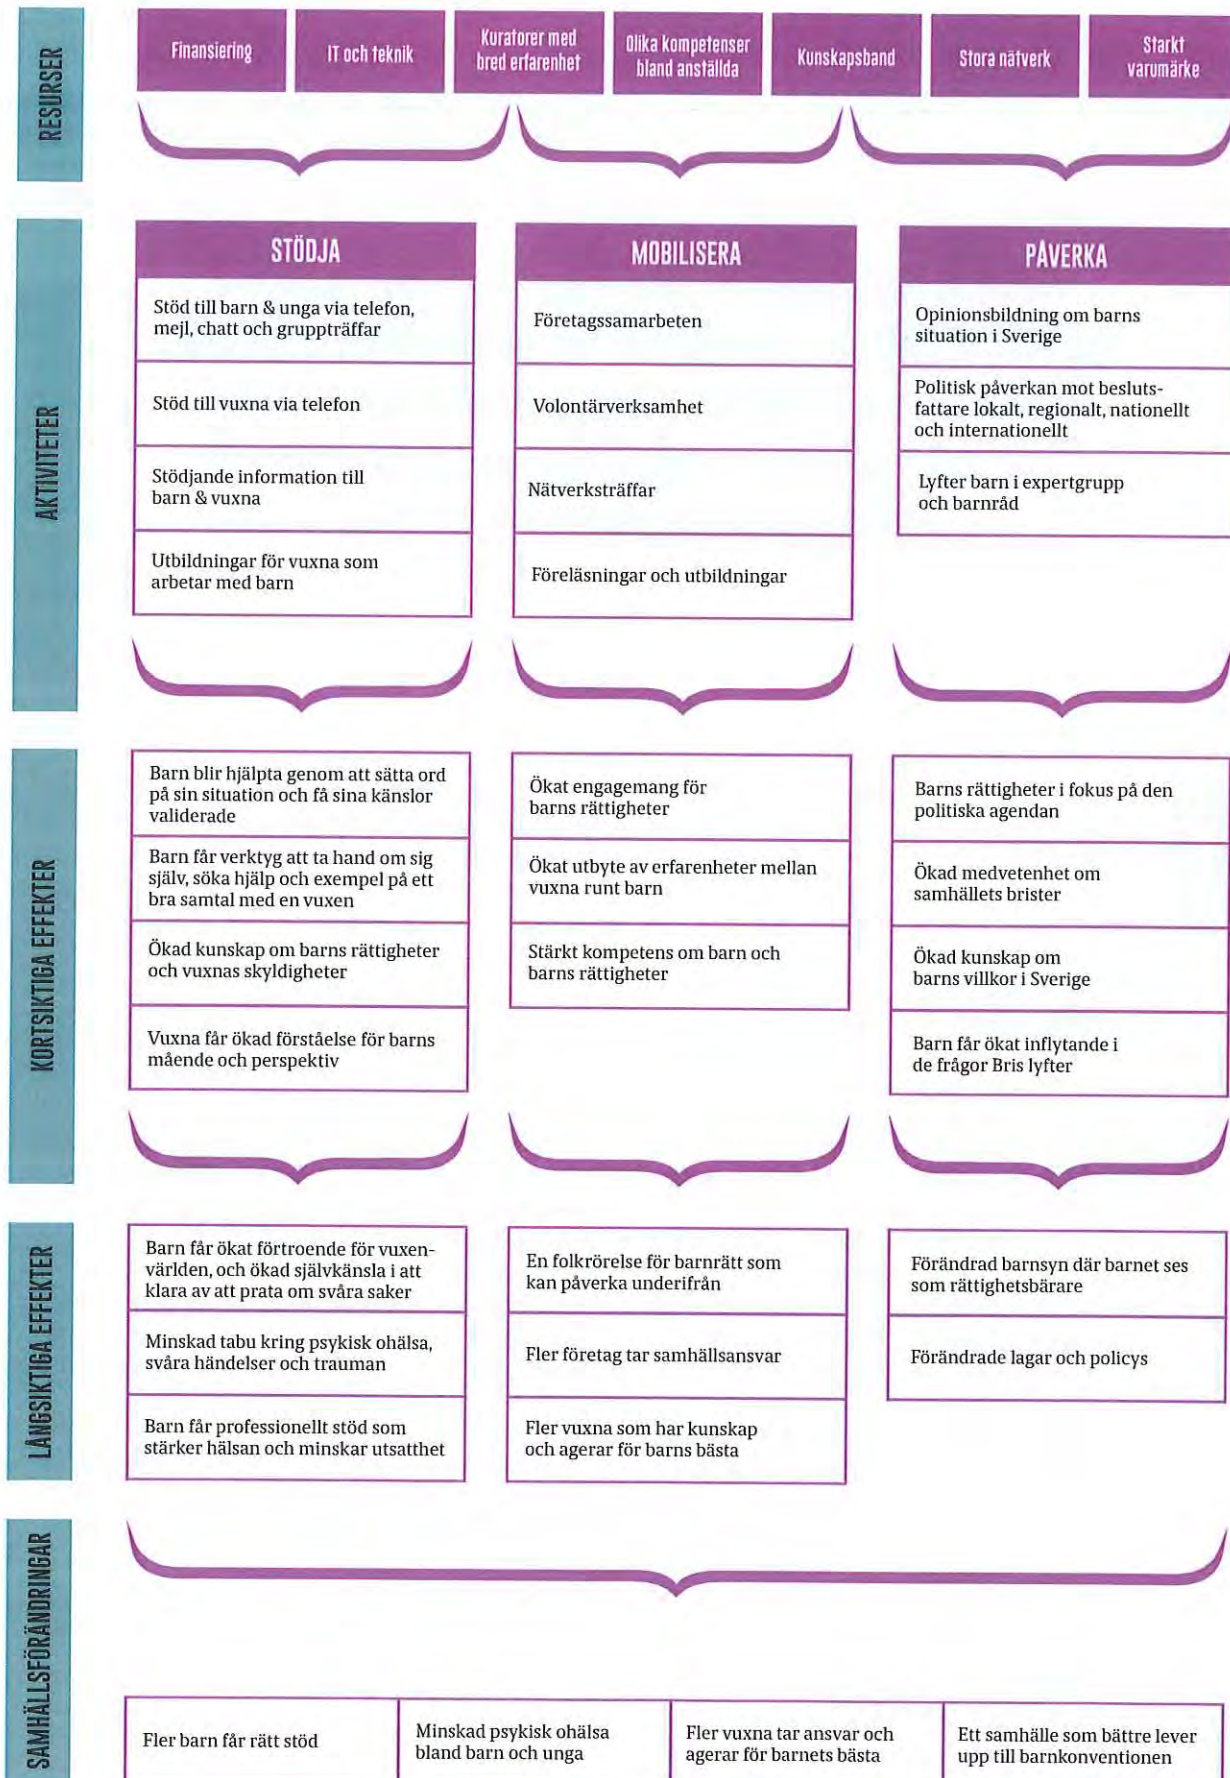 RESURSER
Finansiering
IT och teknik
Kuratorer med
bred erfarenhet
Olika kompetenser
bland anställda
Kunskapsband
Stora nätverk
Starkt
varumärke
AKTIVITETER
STÖDJA
Stöd till barn & unga via telefon,
mejl, chatt och gruppträffar
Stöd till vuxna via telefon
Stödjande information till
barn & vuxna
Utbildningar för vuxna som
arbetar med barn
MOBILISERA
Företagssamarbeten
Volontärverksamhet
Nätverksträffar
Föreläsningar och utbildningar
PÅVERKA
Opinionsbildning om barns
situation i Sverige
Politisk påverkan mot besluts-
fattare lokalt, regionalt, nationellt
och internationellt
Lyfter barn i expertgrupp
och barnråd
KORTSIKTIGA EFFEKTER
Barn blir hjälpta genom att sätta ord
på sin situation och få sina känslor
validerade
Barn får verktyg att ta hand om sig
själv, söka hjälp och exempel på ett
bra samtal med en vuxen
Ökad kunskap om barns rättigheter
och vuxnas skyldigheter
Vuxna får ökad förståelse för barns
mående och perspektiv
Ökat engagemang för
barns rättigheter
Ökat utbyte av erfarenheter mellan
vuxna runt barn
Stärkt kompetens om barn och
barns rättigheter
Barns rättigheter i fokus på den
politiska agendan
Ökad medvetenhet om
samhällets brister
Ökad kunskap om
barns villkor i Sverige
Barn får ökat inflytande i
de frågor Bris lyfter
LÅNGSIKTIGA EFFEKTER
Barn får ökat förtroende för vuxen-
världen, och ökad självkänsla i att
klara av att prata om svåra saker
Minskad tabu kring psykisk ohälsa,
svåra händelser och trauman
Barn får professionellt stöd som
stärker hälsan och minskar utsatthet
En folkrörelse för barnrätt som
kan påverka underifrån
Fler företag tar samhällsansvar
Fler vuxna som har kunskap
och agerar för barns bästa
Förändrad barnsyn där barnet ses
som rättighetsbärare
Förändrade lagar och policys
SAMHÄLLSFÖRÄNDRINGAR
Fler barn får rätt stöd
Minskad psykisk ohälsa
bland barn och unga
Fler vuxna tar ansvar och
agerar för barnets bästa
Ett samhälle som bättre lever
upp till barnkonventionen